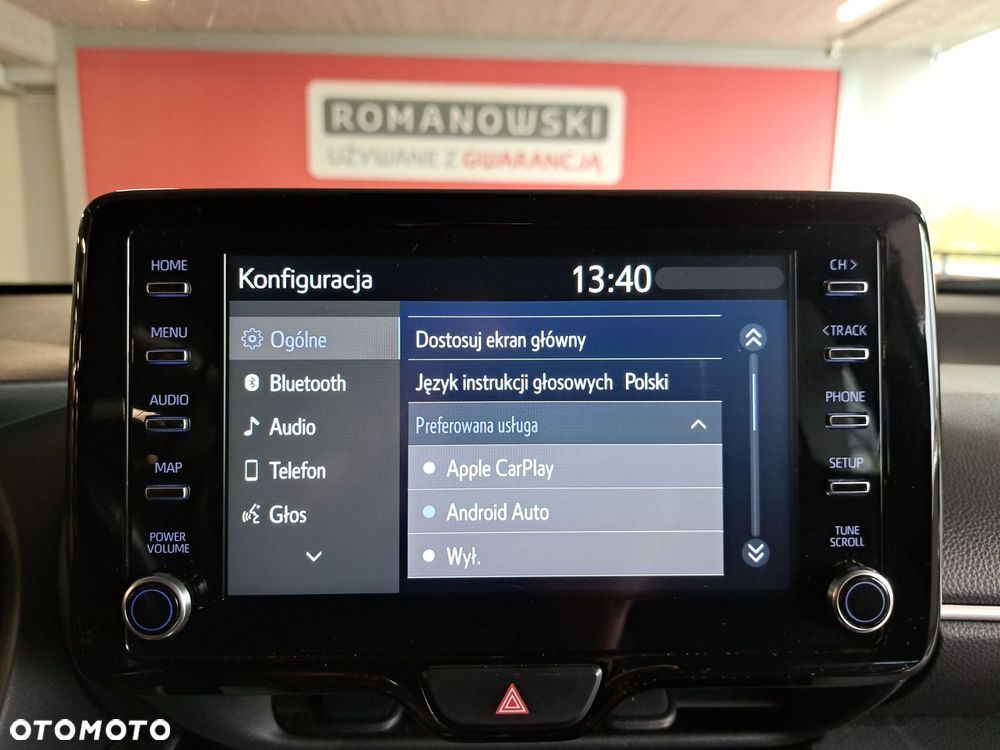 ROMANOWSKI
UŻYWANE Z GWARANCJĄ
HOME
MENU
AUDIO
MAP
POWER
VOLUME
Konfiguracja
13:40
Ogólne
Bluetooth
Audio
Telefon
Głos
Dostosuj ekran główny
Język instrukcji głosowych Polski
Preferowana usługa
Apple CarPlay
Android Auto
Wył.
CH >
< TRACK
PHONE
SETUP
TUNE
SCROLL
OTOMOTO